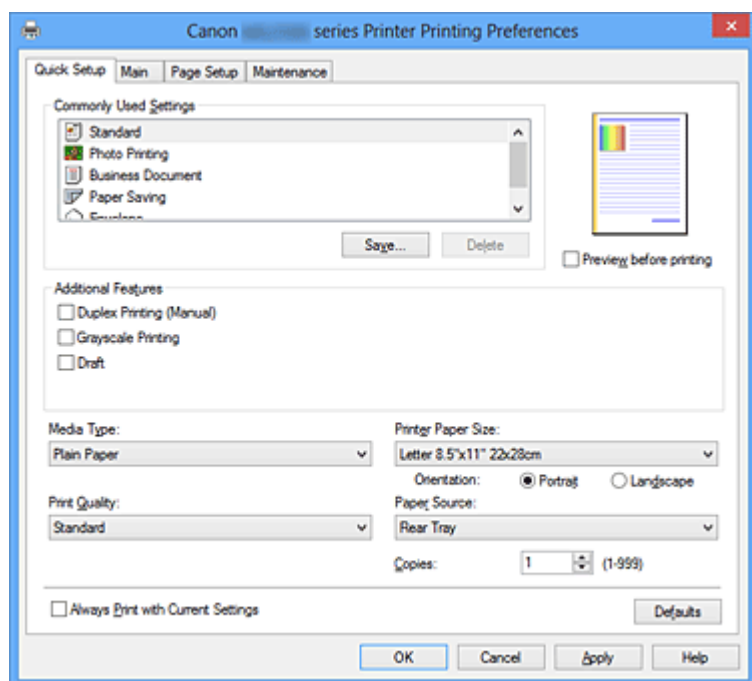 Canon series Printer Printing Preferences
Quick Setup Main Page Setup Maintenance
Commonly Used Settings
Standard
Photo Printing
Business Document
Paper Saving
Envelope
Save... Delete
Preview before printing
Additional Features
Duplex Printing (Manual)
Grayscale Printing
Draft
Media Type: Printer Paper Size:
Plain Paper Letter 8.5"x11" 22x28cm
Orientation: Portrait Landscape
Print Quality: Paper Source:
Standard Rear Tray
Copies: 1 (1-999)
Always Print with Current Settings Defaults
OK Cancel Apply Help